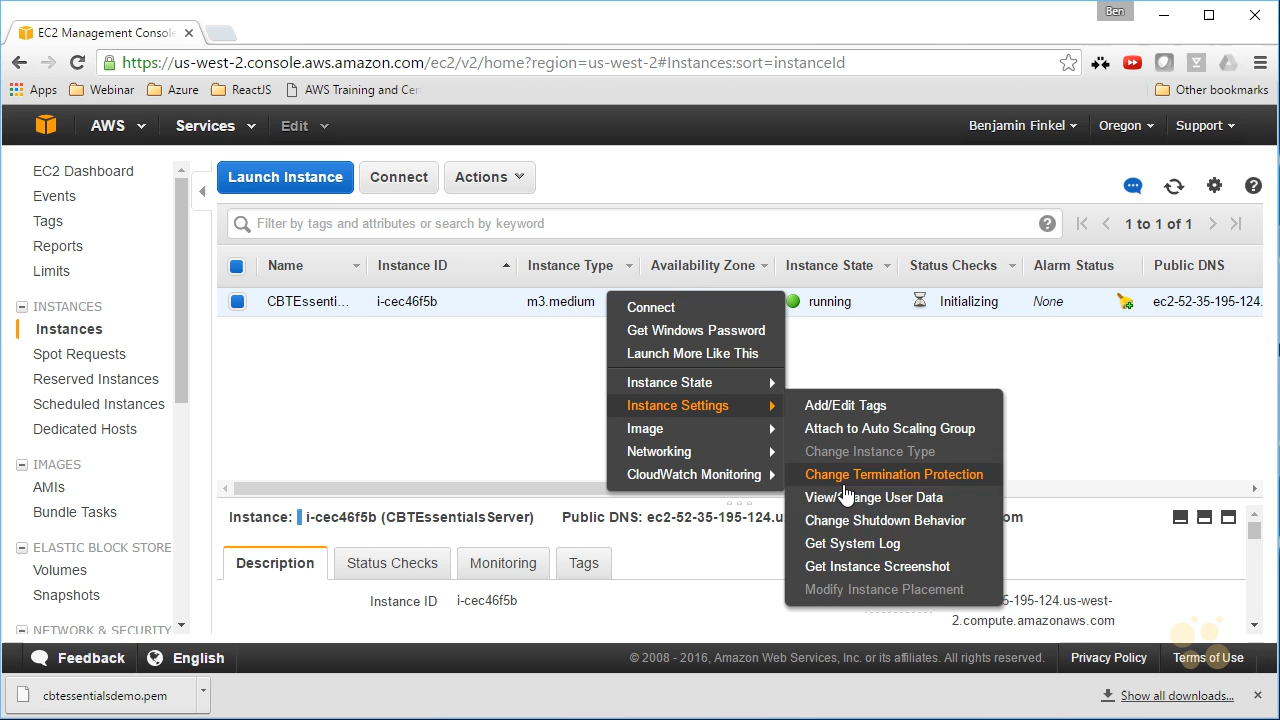 Ben
EC2 Management Console
https://us-west-2.console.aws.amazon.com/ec2/v2/home?region=us-west-2#Instances:sort=instanceId
Apps Webinar Azure ReactJS AWS Training and Cer Other bookmarks
AWS Services Edit Benjamin Finkel Oregon Support
EC2 Dashboard
Events
Tags
Reports
Limits
INSTANCES
Instances
Spot Requests
Reserved Instances
Scheduled Instances
Dedicated Hosts
IMAGES
AMIs
Bundle Tasks
ELASTIC BLOCK STORE
Volumes
Snapshots
NETWORK & SECURITY
Launch Instance Connect Actions
Filter by tags and attributes or search by keyword
1 to 1 of 1
Name Instance ID Instance Type Availability Zone Instance State Status Checks Alarm Status Public DNS
CBTEssenti... i-cec46f5b m3.medium running Initializing None ec2-52-35-195-124.
Connect
Get Windows Password
Launch More Like This
Instance State
Instance Settings
Image
Networking
CloudWatch Monitoring
Add/Edit Tags
Attach to Auto Scaling Group
Change Instance Type
Change Termination Protection
View/Change User Data
Change Shutdown Behavior
Get System Log
Get Instance Screenshot
Modify Instance Placement
Instance: i-cec46f5b (CBTEssentialsServer) Public DNS: ec2-52-35-195-124.u om
Description Status Checks Monitoring Tags
Instance ID i-cec46f5b 5-195-124.us-west-
2.compute.amazonaws.com
Feedback English © 2008 - 2016, Amazon Web Services, Inc. or its affiliates. All rights reserved. Privacy Policy Terms of Use
cbtessentialsdemo.pem Show all downloads...